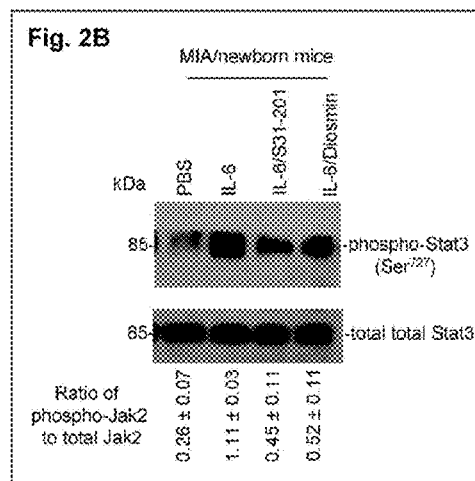 Fig. 2B
MIA/newborn mice
kDa
PBS
IL-6
IL-6/S31-201
IL-6/Diosmin
85-
-phospho-Stat3
(Ser727)
85-
-total total Stat3
Ratio of
phospho-Jak2
to total Jak2
0.26 ± 0.07
1.11 ± 0.03
0.45 ± 0.11
0.52 ± 0.11